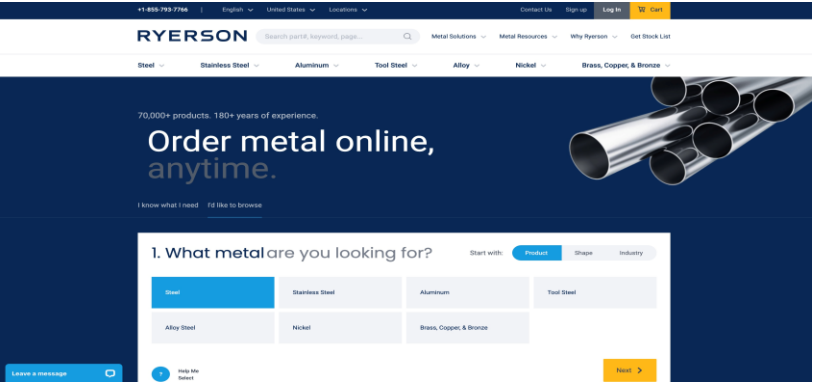 +1-855-793-7766 | English United States Locations Contact Us Sign up Log In Cart
RYERSON Search part#, keyword, page... Metal Solutions Metal Resources Why Ryerson Get Stock List
Steel Stainless Steel Aluminum Tool Steel Alloy Nickel Brass, Copper, & Bronze
70,000+ products. 180+ years of experience.
Order metal online,
anytime.
I know what I need I'd like to browse
1. What metal are you looking for? Start with: Product Shape Industry
Steel Stainless Steel Aluminum Tool Steel
Alloy Steel Nickel Brass, Copper, & Bronze
? Help Me
Select
Next
Leave a message